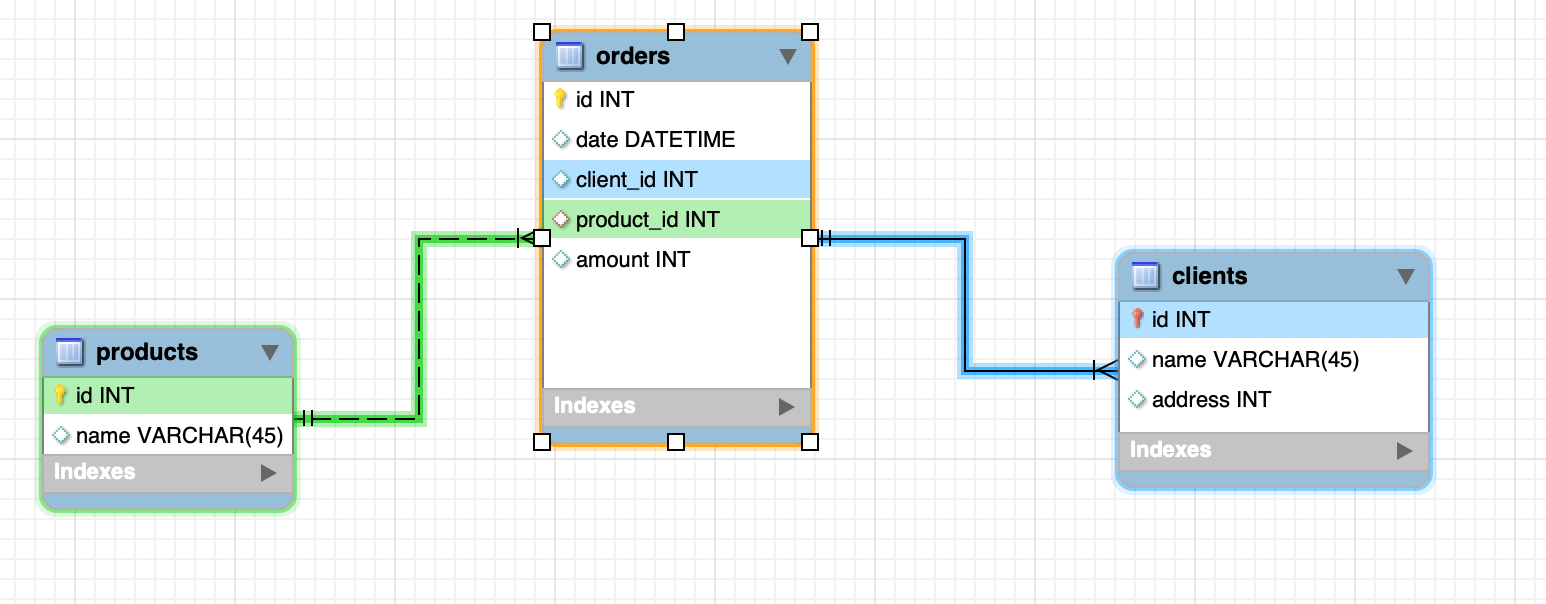 orders
id INT
date DATETIME
client_id INT
product_id INT
amount INT
Indexes
products
id INT
name VARCHAR(45)
Indexes
clients
id INT
name VARCHAR(45)
address INT
Indexes